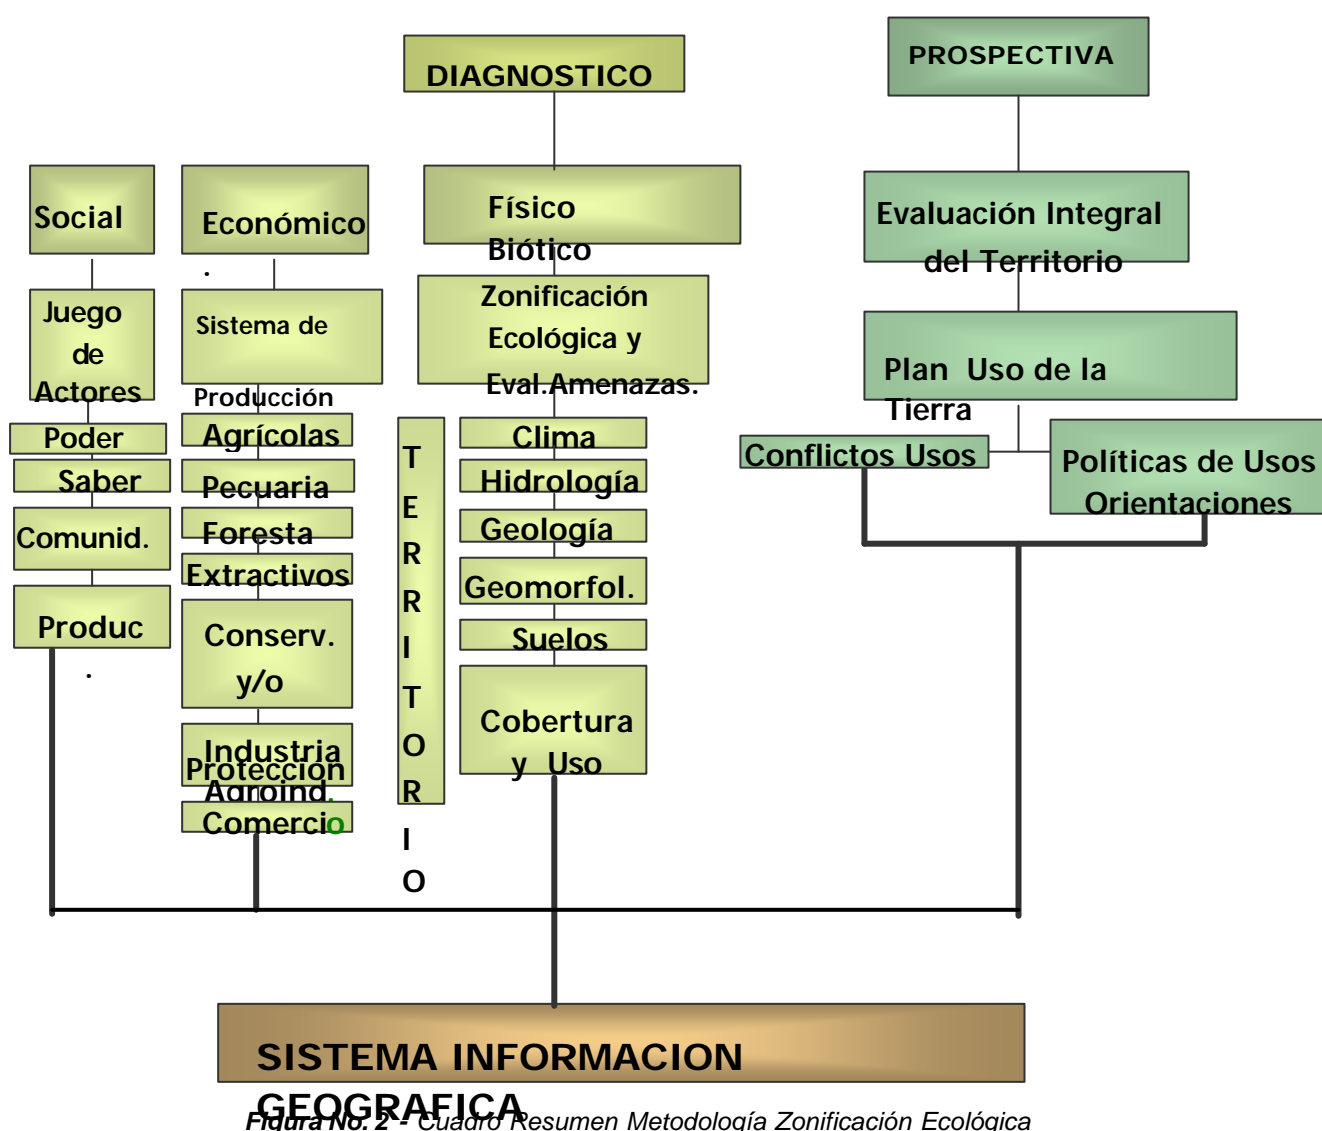 DIAGNOSTICO
PROSPECTIVA
Social
Económico
.
Físico
Biótico
Evaluación Integral
del Territorio
Juego
de
Actores
Sistema de
Producción
Zonificación
Ecológica y
Eval.Amenazas.
Plan Uso de la
Tierra
Poder
Saber
Comunid.
Produc
.
Agrícolas
Pecuaria
Foresta
Extractivos
Conserv.
y/o
Protección
Industria
Agroind.
Comercio
T
E
R
R
I
T
O
R
I
O
Clima
Hidrología
Geología
Geomorfol.
Suelos
Cobertura
y Uso
Conflictos Usos
Políticas de Usos
Orientaciones
SISTEMA INFORMACION
GEOGRAFICA
Figura No. 2 - Cuadro Resumen Metodología Zonificación Ecológica